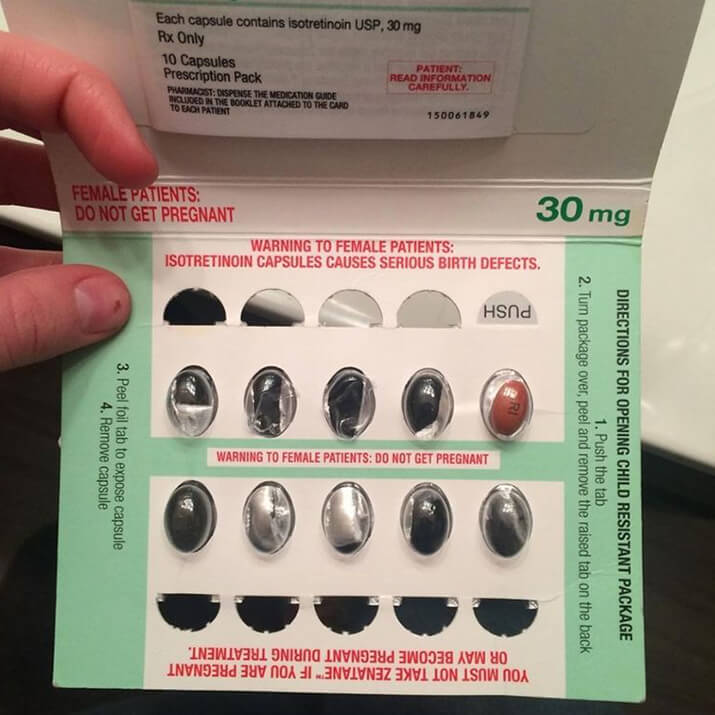 Each capsule contains isotretinoin USP, 30 mg
Rx Only
10 Capsules
Prescription Pack
PHARMACIST: DISPENSE THE MEDICATION GUIDE
INCLUDED IN THE BOOKLET ATTACHED TO THE CARD
TO EACH PATIENT
PATIENT:
READ INFORMATION
CAREFULLY.
150061849
FEMALE PATIENTS:
DO NOT GET PREGNANT
30 mg
WARNING TO FEMALE PATIENTS:
ISOTRETINOIN CAPSULES CAUSES SERIOUS BIRTH DEFECTS.
PUSH
RI
WARNING TO FEMALE PATIENTS: DO NOT GET PREGNANT
YOU MUST NOT TAKE ZENATANE™ IF YOU ARE PREGNANT
OR MAY BECOME PREGNANT DURING TREATMENT.
DIRECTIONS FOR OPENING CHILD RESISTANT PACKAGE
1. Push the tab
2. Turn package over, peel and remove the raised tab on the back
3. Peel foil tab to expose capsule
4. Remove capsule